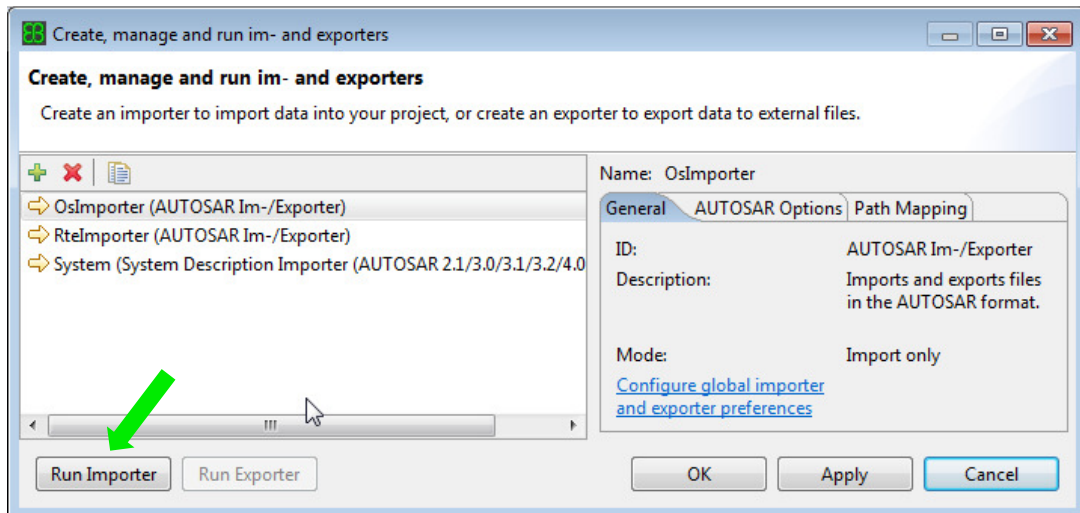 EB Create, manage and run im- and exporters
Create, manage and run im- and exporters
Create an importer to import data into your project, or create an exporter to export data to external files.
OsImporter (AUTOSAR Im-/Exporter)
RteImporter (AUTOSAR Im-/Exporter)
System (System Description Importer (AUTOSAR 2.1/3.0/3.1/3.2/4.0
Name: OsImporter
General AUTOSAR Options Path Mapping
ID: AUTOSAR Im-/Exporter
Description: Imports and exports files
in the AUTOSAR format.
Mode: Import only
Configure global importer
and exporter preferences
Run Importer Run Exporter OK Apply Cancel